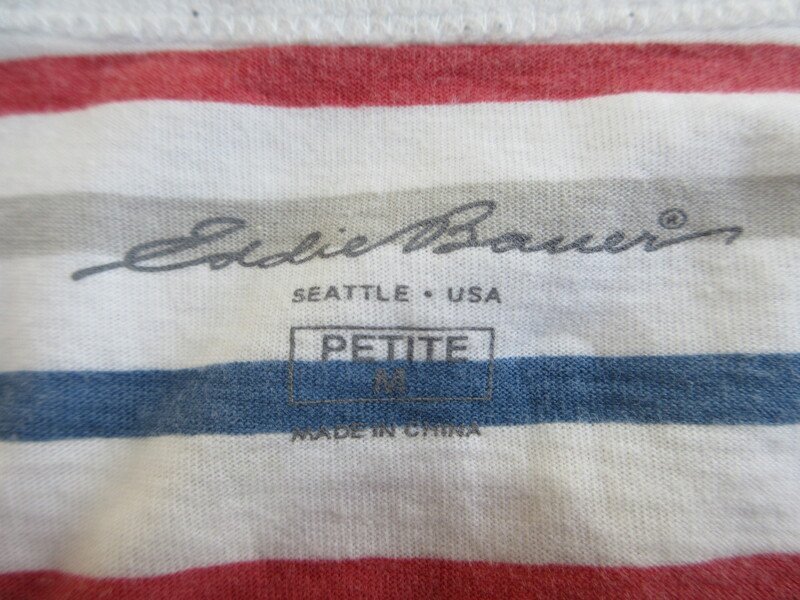 Eddie Bauer®
SEATTLE • USA
PETITE
M
MADE IN CHINA